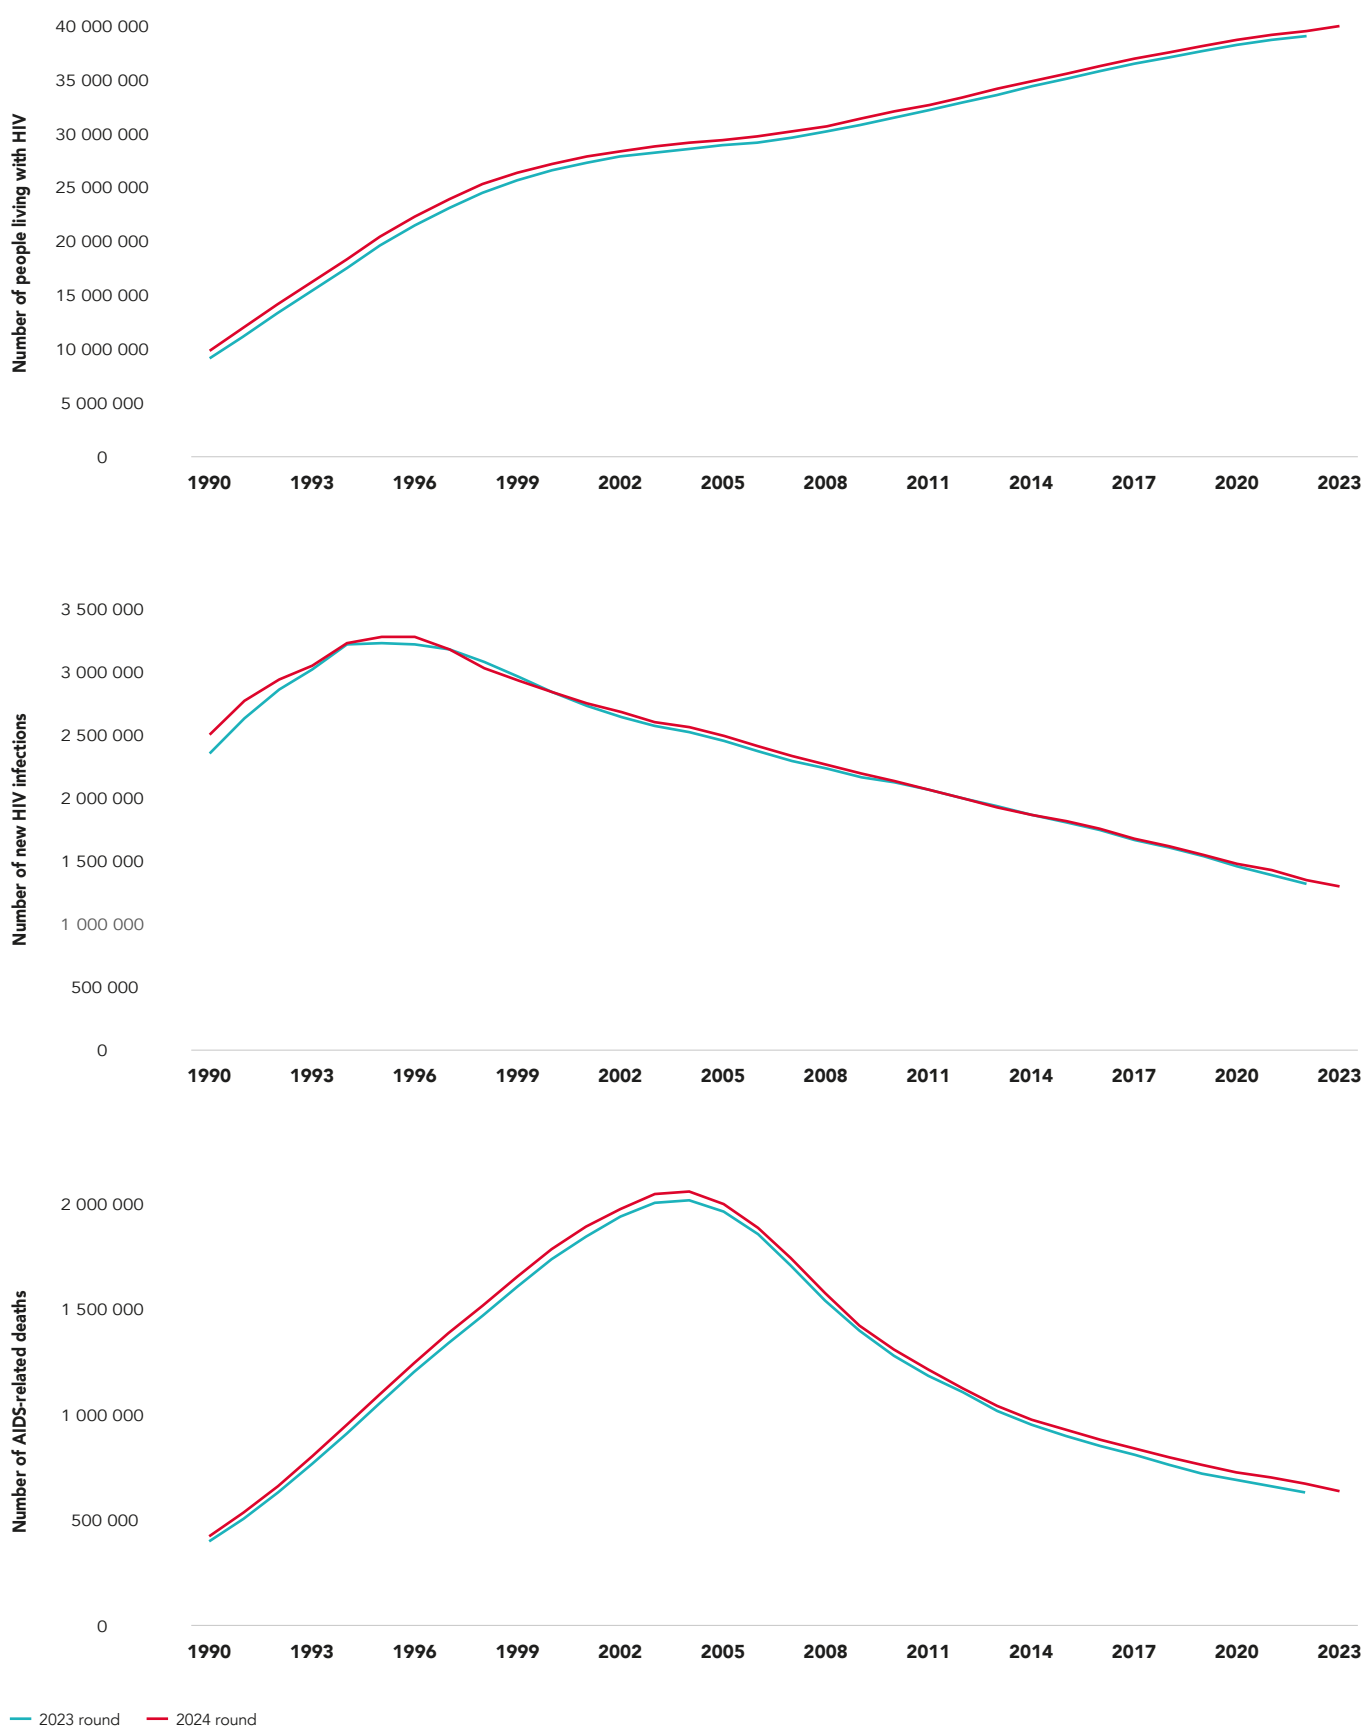 Number of people living with HIV
40 000 000
35 000 000
30 000 000
25 000 000
20 000 000
15 000 000
10 000 000
5 000 000
0
1990 1993 1996 1999 2002 2005 2008 2011 2014 2017 2020 2023
Number of new HIV infections
3 500 000
3 000 000
2 500 000
2 000 000
1 500 000
1 000 000
500 000
0
1990 1993 1996 1999 2002 2005 2008 2011 2014 2017 2020 2023
Number of AIDS-related deaths
2 000 000
1 500 000
1 000 000
500 000
0
1990 1993 1996 1999 2002 2005 2008 2011 2014 2017 2020 2023
2023 round 2024 round